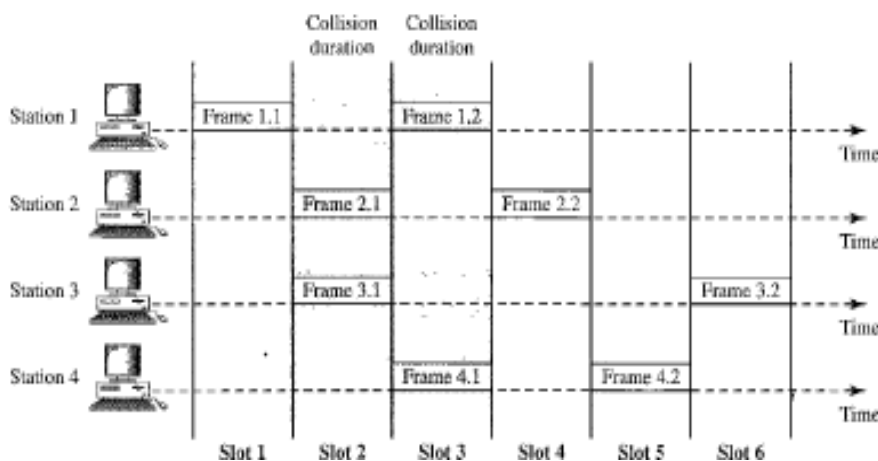 Collision Collision
duration duration
Station 1 Frame 1.1 Frame 1.2
Time
Station 2 Frame 2.1 Frame 2.2
Time
Station 3 Frame 3.1 Frame 3.2
Time
Station 4 Frame 4.1 Frame 4.2
Time
Slot 1 Slot 2 Slot 3 Slot 4 Slot 5 Slot 6